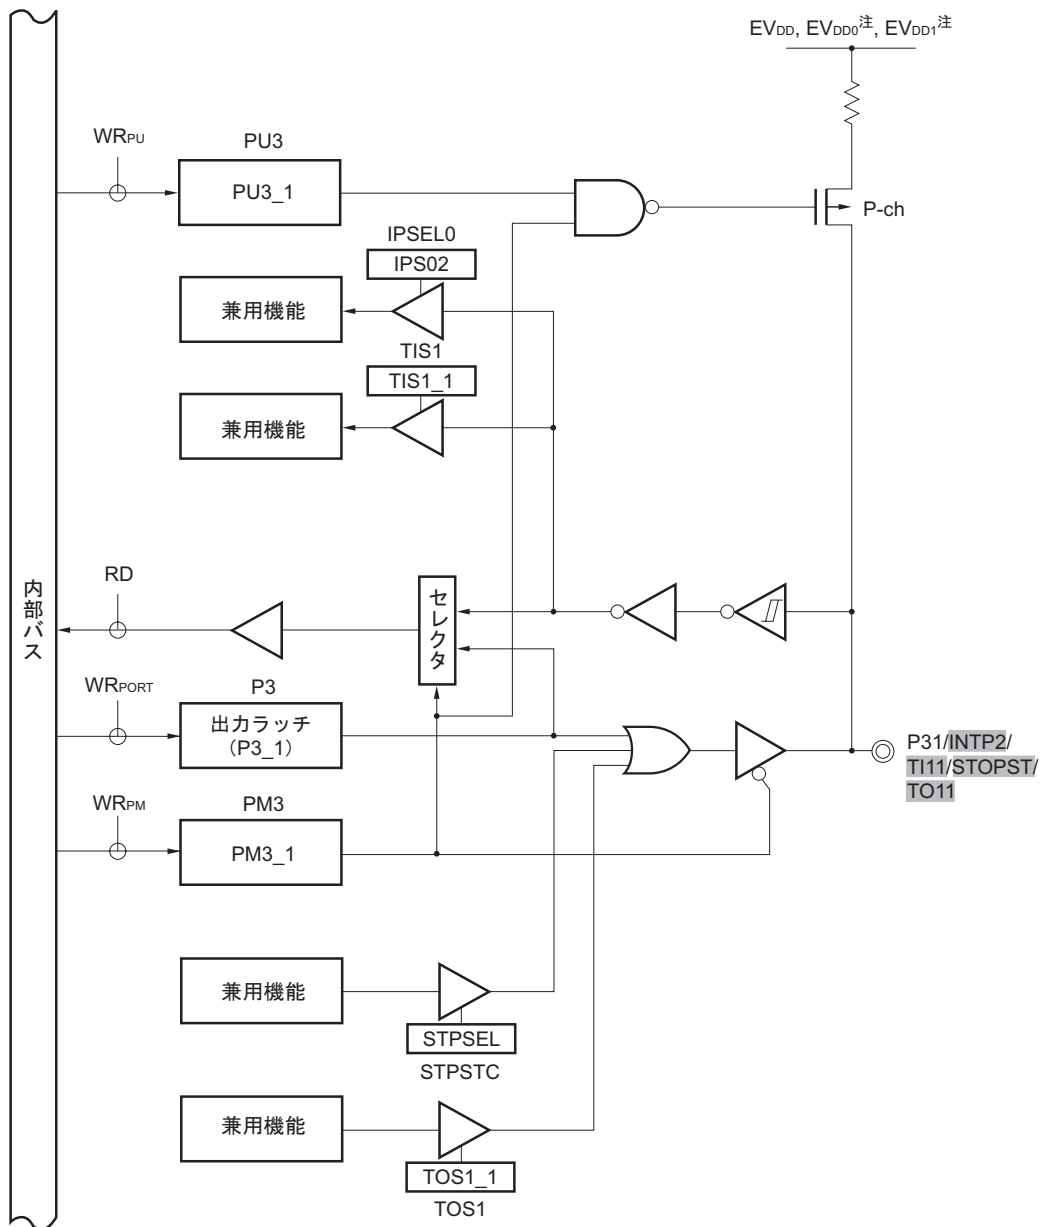 EVDD, EVDD0注, EVDD1注
WRPU
PU3
PU3_1
P-ch
IPSEL0
IPS02
兼用機能
TIS1
TIS1_1
兼用機能
内部バス
RD
セレクタ
WRPORT
P3
出力ラッチ
(P3_1)
P31/INTP2/
TI11/STOPST/
TO11
WRPM
PM3
PM3_1
兼用機能
STPSEL
STPSTC
兼用機能
TOS1_1
TOS1